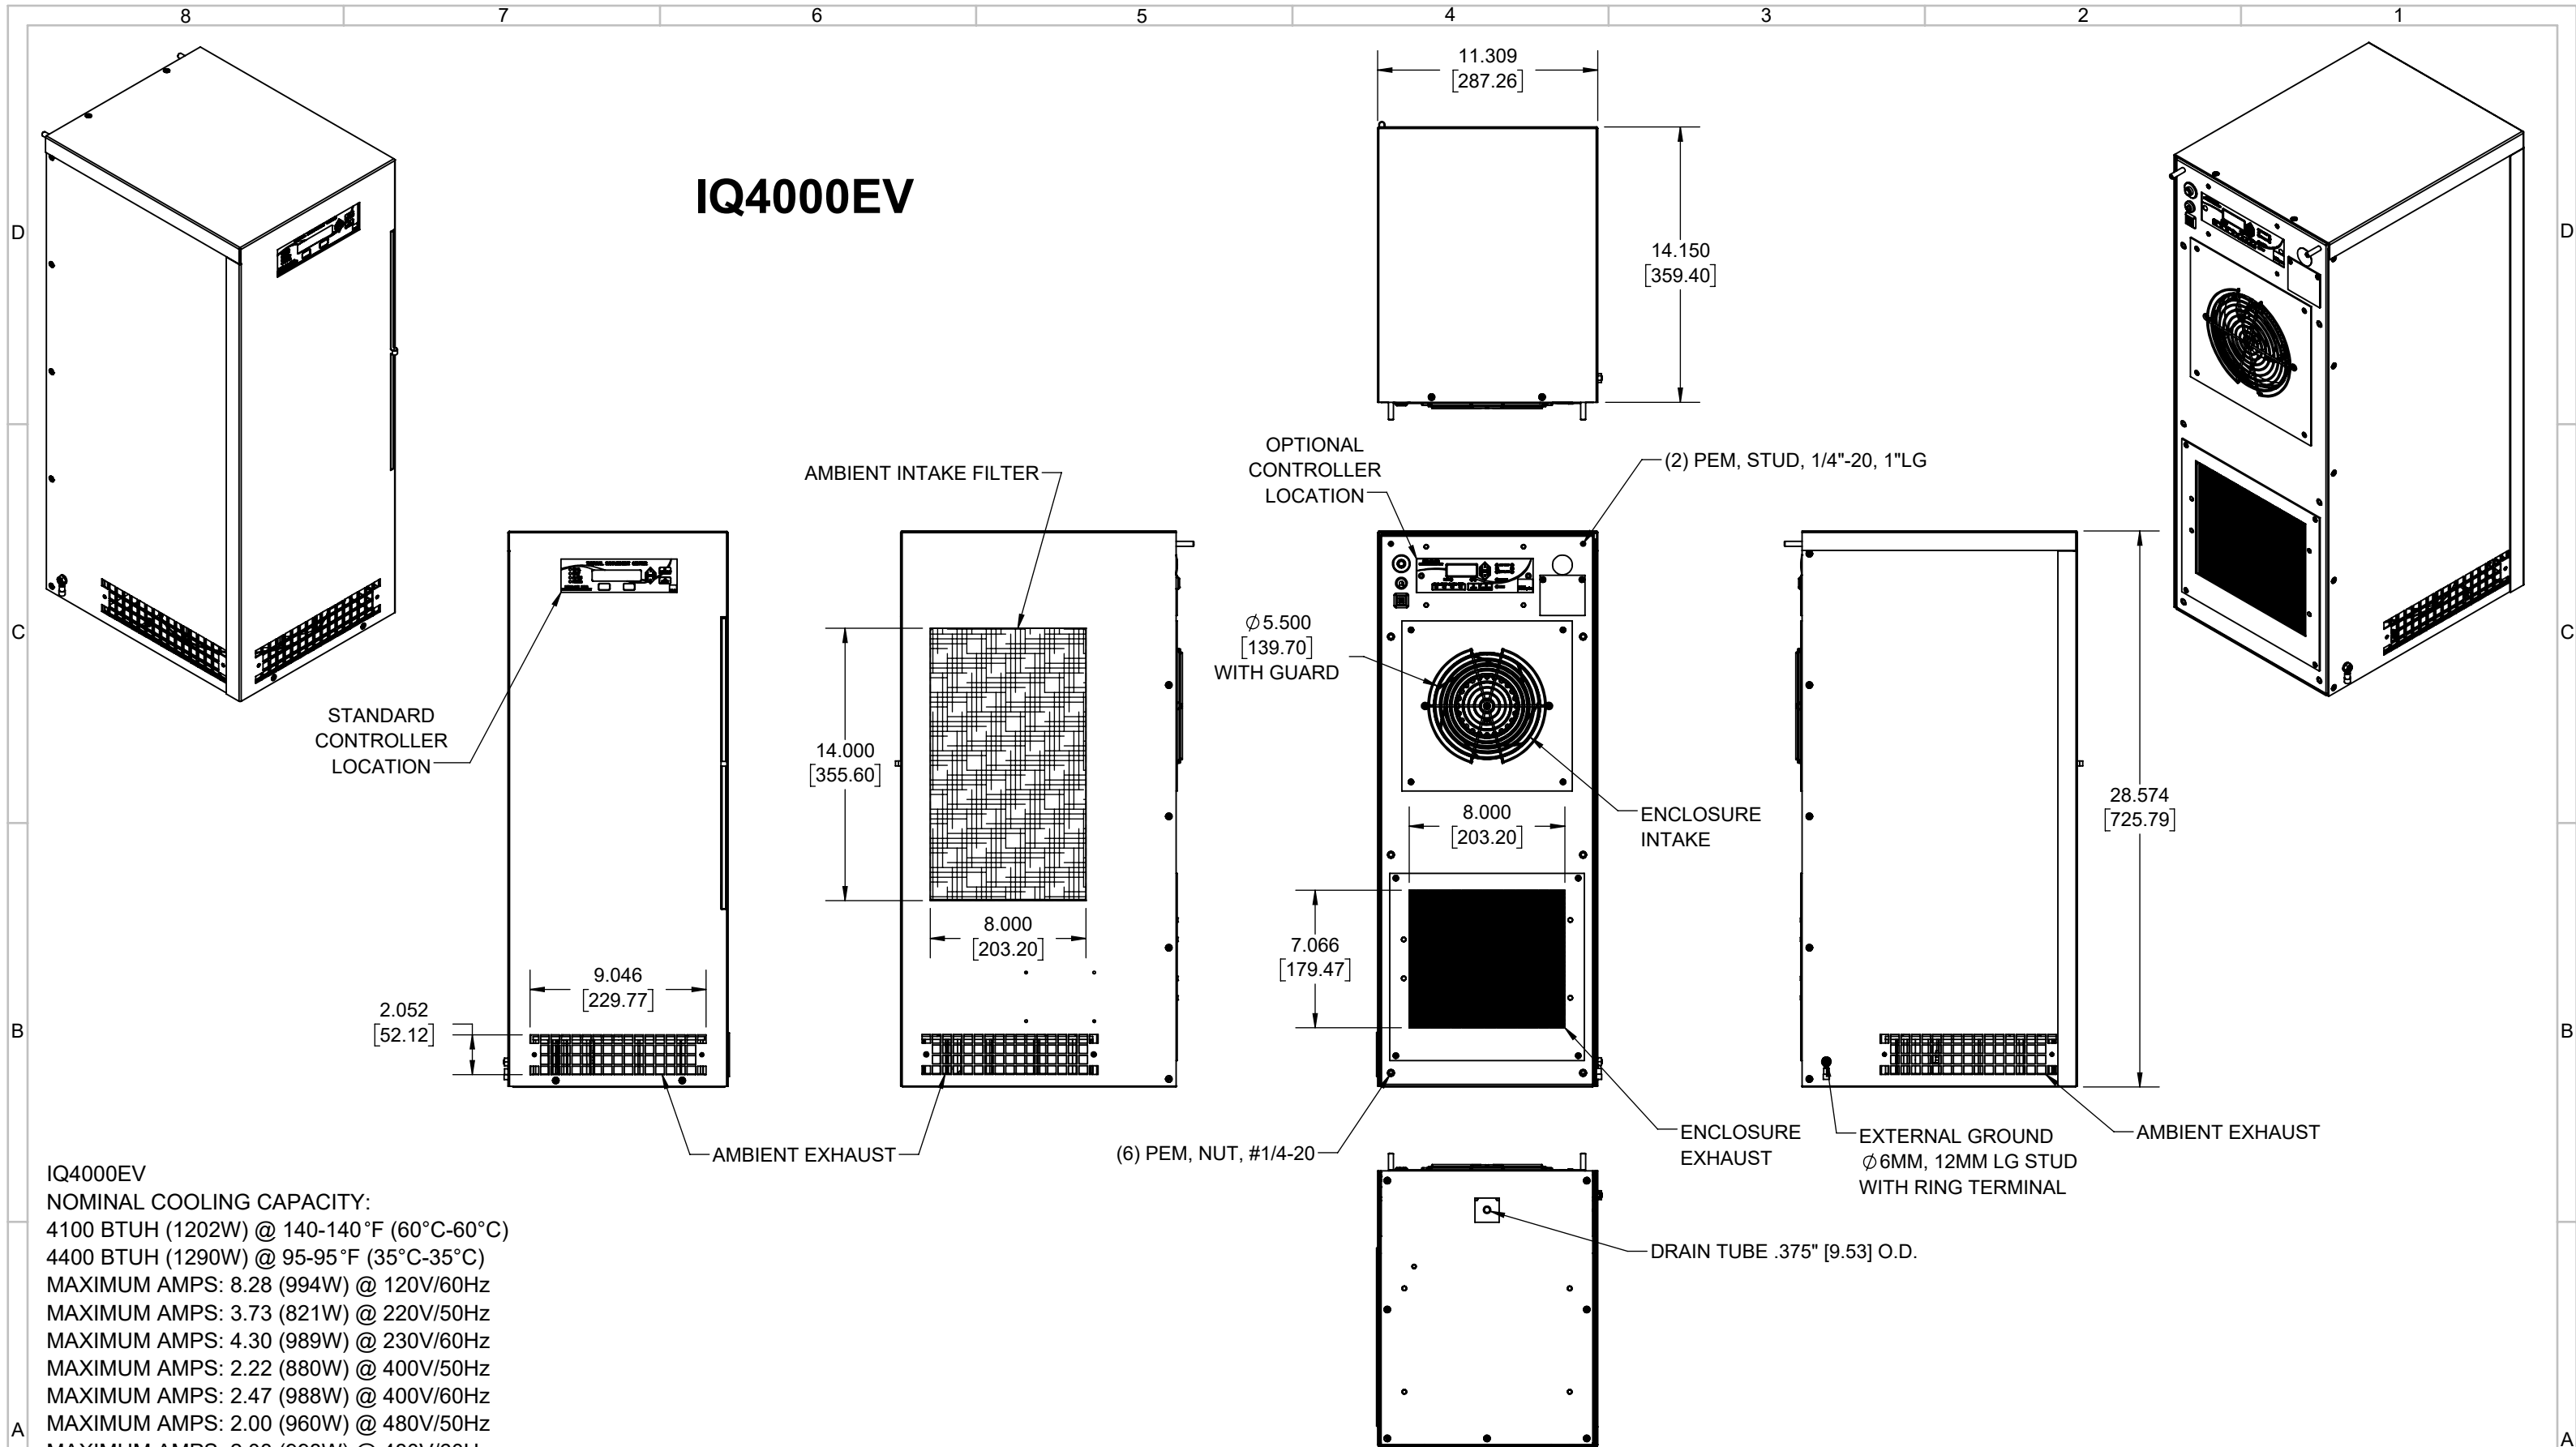 8 7 6 5 4 3 2 1
IQ4000EV
11.309
[287.26]
14.150
[359.40]
D
D
AMBIENT INTAKE FILTER
OPTIONAL
CONTROLLER
LOCATION
(2) PEM, STUD, 1/4"-20, 1"LG
C
C
STANDARD
CONTROLLER
LOCATION
14.000
[355.60]
8.000
[203.20]
9.046
[229.77]
2.052
[52.12]
AMBIENT EXHAUST
Ø5.500
[139.70]
WITH GUARD
8.000
[203.20]
ENCLOSURE
INTAKE
7.066
[179.47]
28.574
[725.79]
B
B
(6) PEM, NUT, #1/4-20
ENCLOSURE
EXHAUST
EXTERNAL GROUND
Ø6MM, 12MM LG STUD
WITH RING TERMINAL
AMBIENT EXHAUST
DRAIN TUBE .375" [9.53] O.D.
IQ4000EV
NOMINAL COOLING CAPACITY:
4100 BTUH (1202W) @ 140-140°F (60°C-60°C)
4400 BTUH (1290W) @ 95-95°F (35°C-35°C)
MAXIMUM AMPS: 8.28 (994W) @ 120V/60Hz
MAXIMUM AMPS: 3.73 (821W) @ 220V/50Hz
MAXIMUM AMPS: 4.30 (989W) @ 230V/60Hz
MAXIMUM AMPS: 2.22 (880W) @ 400V/50Hz
MAXIMUM AMPS: 2.47 (988W) @ 400V/60Hz
MAXIMUM AMPS: 2.00 (960W) @ 480V/50Hz
MAXIMUM AMPS:
A
A